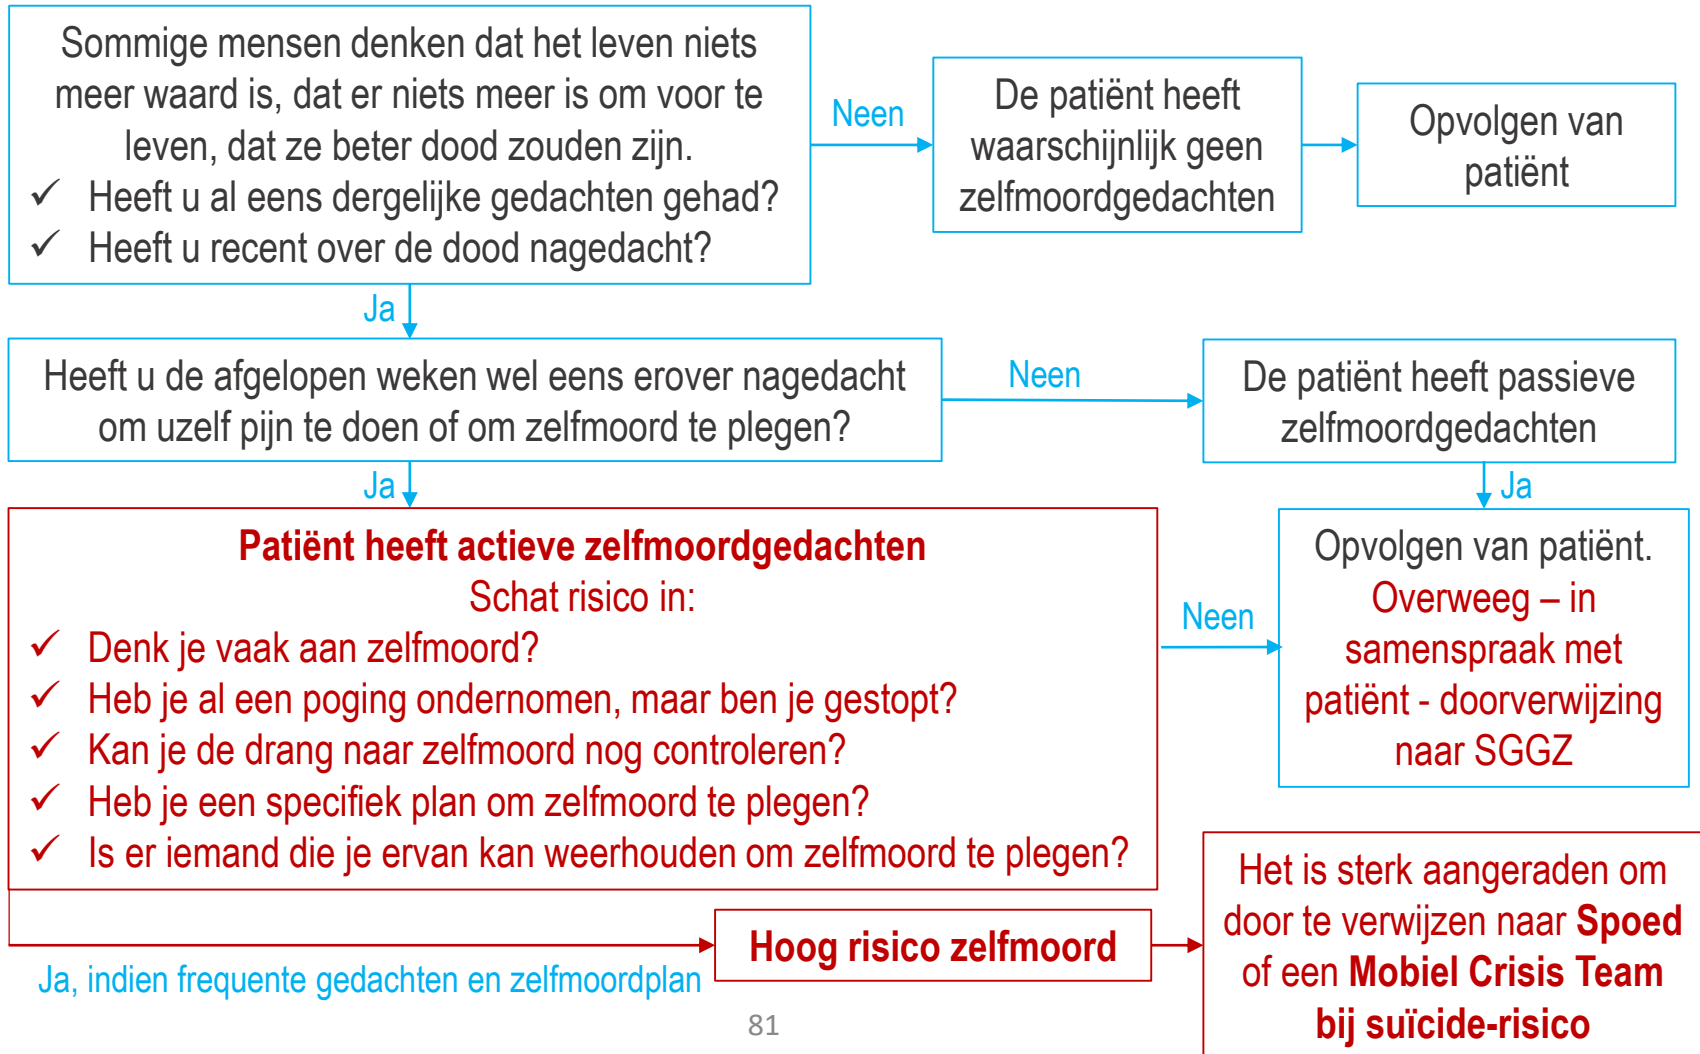 Sommige mensen denken dat het leven niets
meer waard is, dat er niets meer is om voor te
leven, dat ze beter dood zouden zijn.
✓ Heeft u al eens dergelijke gedachten gehad?
✓ Heeft u recent over de dood nagedacht?
Neen
De patiënt heeft
waarschijnlijk geen
zelfmoordgedachten
Opvolgen van
patiënt
Ja
Heeft u de afgelopen weken wel eens erover nagedacht
om uzelf pijn te doen of om zelfmoord te plegen?
Neen
De patiënt heeft passieve
zelfmoordgedachten
Ja
Ja
Patiënt heeft actieve zelfmoordgedachten
Schat risico in:
✓ Denk je vaak aan zelfmoord?
✓ Heb je al een poging ondernomen, maar ben je gestopt?
✓ Kan je de drang naar zelfmoord nog controleren?
✓ Heb je een specifiek plan om zelfmoord te plegen?
✓ Is er iemand die je ervan kan weerhouden om zelfmoord te plegen?
Neen
Opvolgen van patiënt.
Overweeg – in
samenspraak met
patiënt - doorverwijzing
naar SGGZ
Ja, indien frequente gedachten en zelfmoordplan
Hoog risico zelfmoord
Het is sterk aangeraden om
door te verwijzen naar Spoed
of een Mobiel Crisis Team
bij suïcide-risico
81